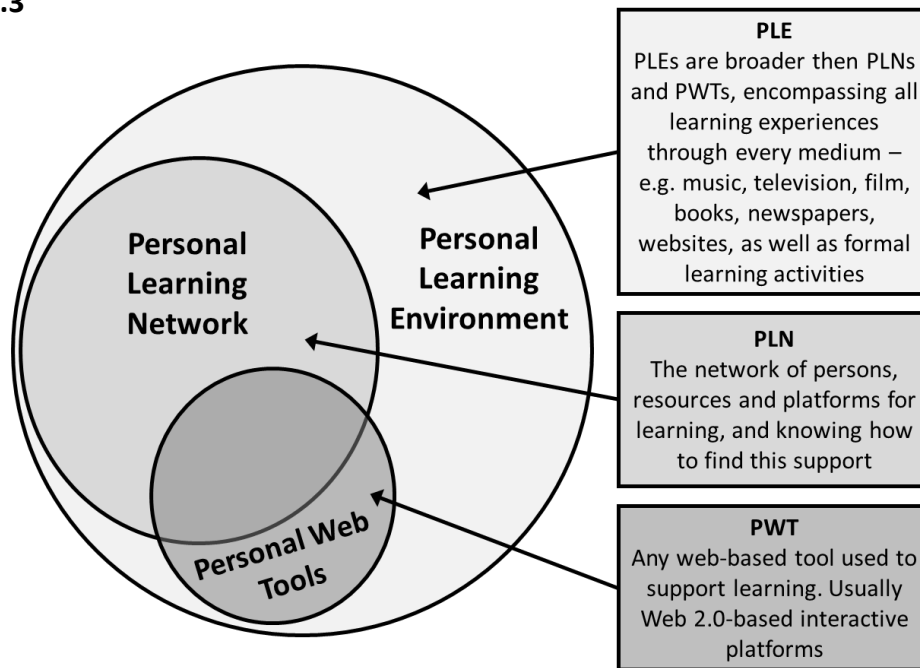 .3
Personal
Learning
Network
Personal
Learning
Environment
Personal Web
Tools
PLE
PLEs are broader then PLNs
and PWTs, encompassing all
learning experiences
through every medium –
e.g. music, television, film,
books, newspapers,
websites, as well as formal
learning activities
PLN
The network of persons,
resources and platforms for
learning, and knowing how
to find this support
PWT
Any web-based tool used to
support learning. Usually
Web 2.0-based interactive
platforms